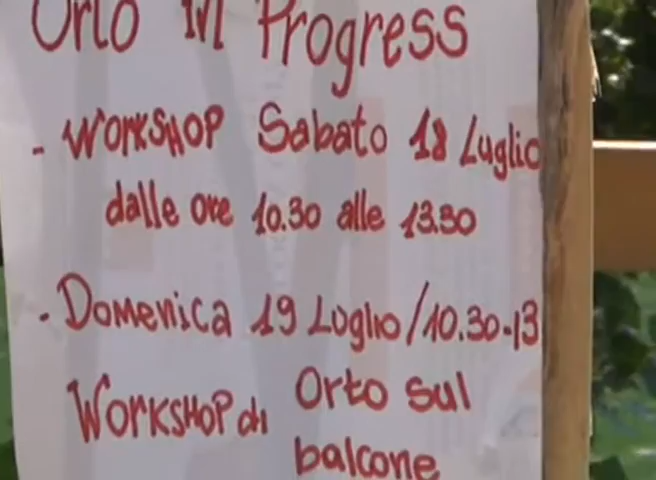 Orto in Progress
- WORKSHOP Sabato 18 Luglio
dalle ore 10.30 alle 13.30
- Domenica 19 Luglio/10.30-13
WORKSHOP di Orto sul
balcone